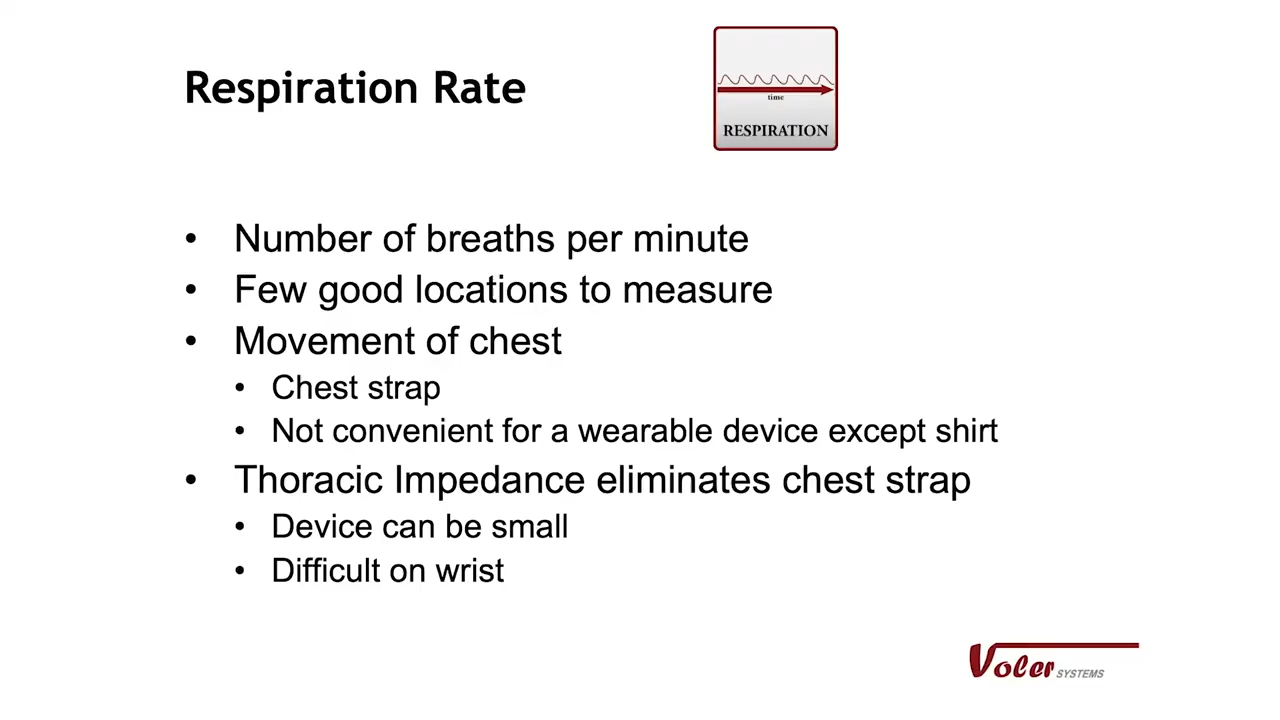 Respiration Rate
time
RESPIRATION
• Number of breaths per minute
• Few good locations to measure
• Movement of chest
• Chest strap
• Not convenient for a wearable device except shirt
• Thoracic Impedance eliminates chest strap
• Device can be small
• Difficult on wrist
Voler SYSTEMS